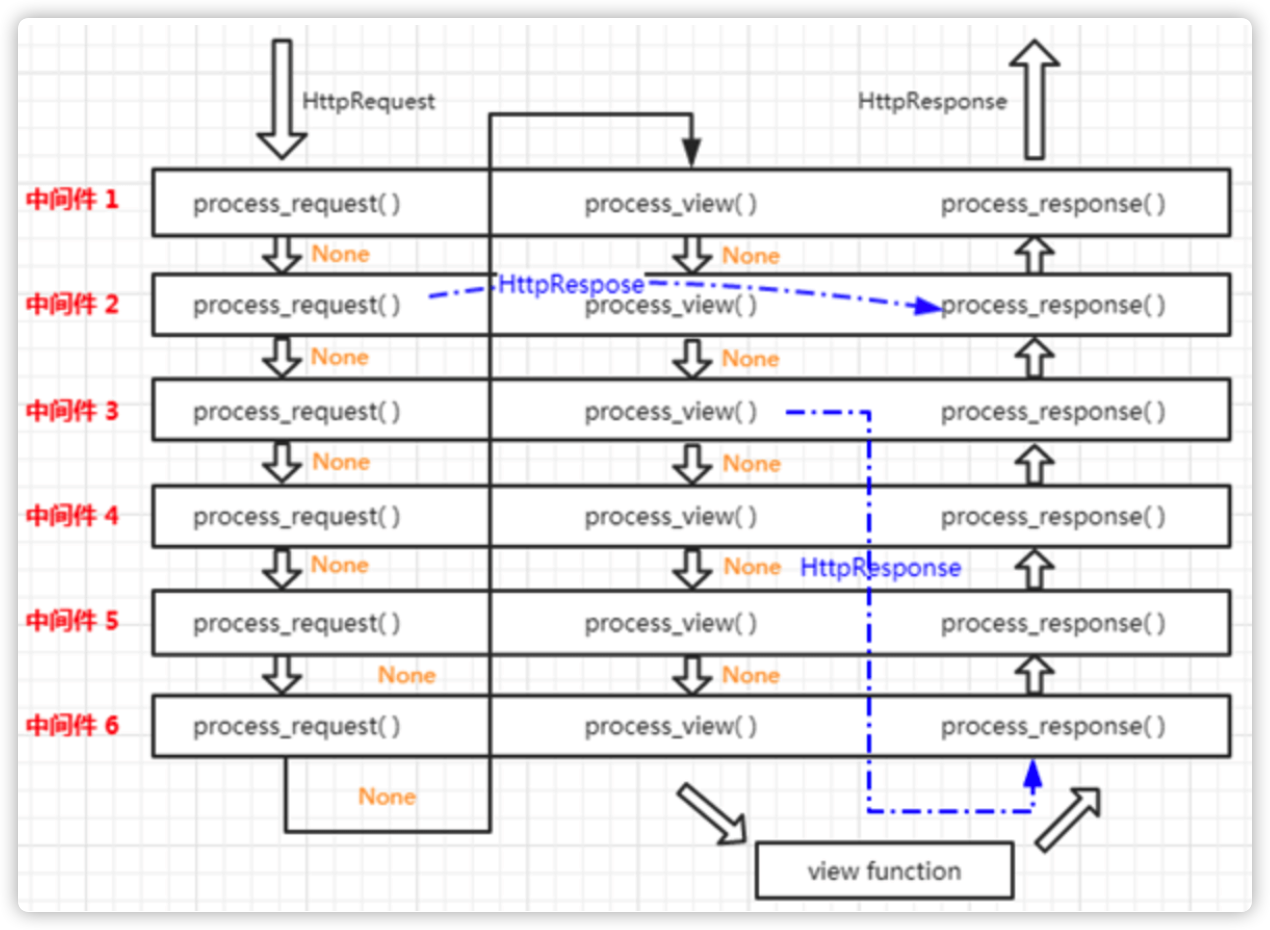 HttpRequest
HttpResponse
中间件 1
process_request( )
process_view( )
process_response( )
None
None
中间件 2
HttpRespose
process_request( )
process_view( )
process_response( )
None
None
中间件 3
process_request( )
process_view( )
process_response( )
None
None
中间件 4
process_request( )
process_view( )
process_response( )
None
None
HttpResponse
中间件 5
process_request( )
process_view( )
process_response( )
None
None
中间件 6
process_request( )
process_view( )
process_response( )
None
view function